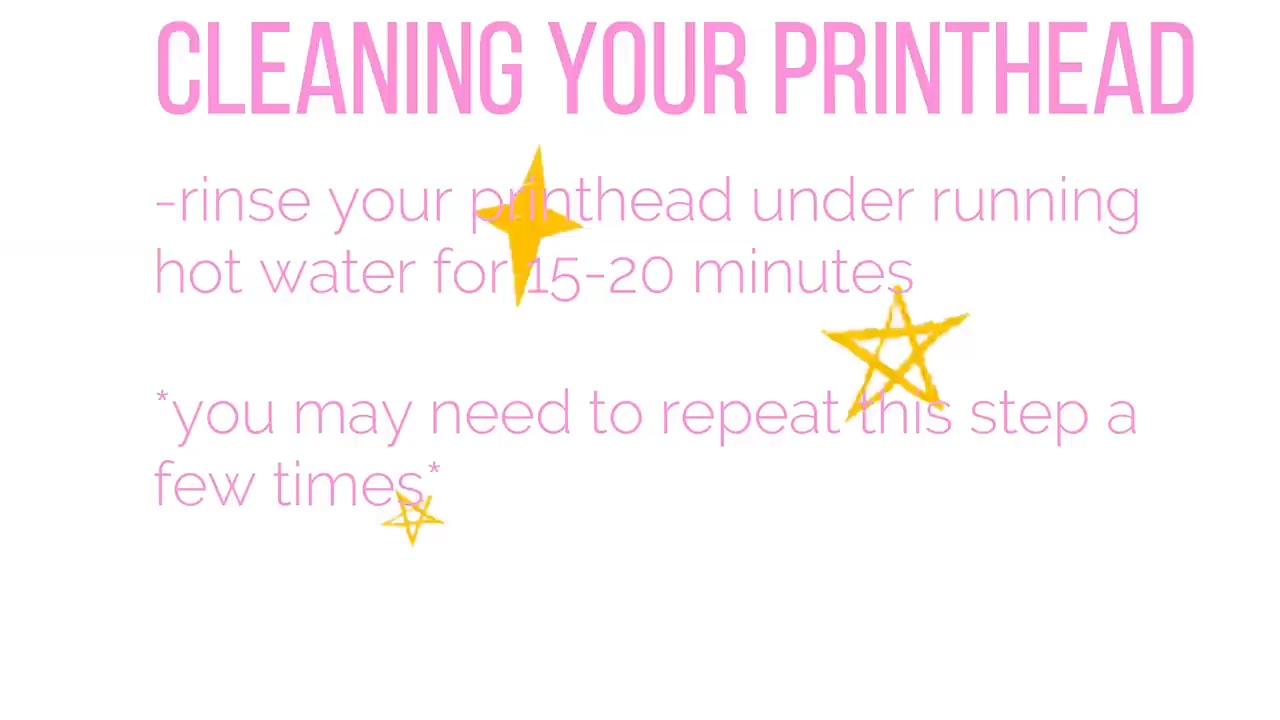 CLEANING YOUR PRINTHEAD
-rinse your printhead under running
hot water for 15-20 minutes
*you may need to repeat this step a
few times*